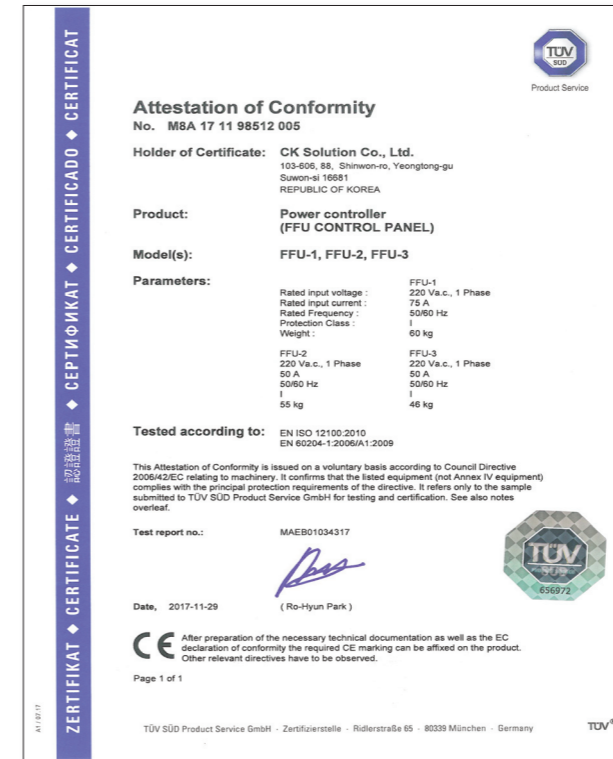 ZERTIFIKAT ◆ CERTIFICATE ◆ 認證證書 ◆ СЕРТИФИКАТ ◆ CERTIFICADO ◆ CERTIFICAT
A1 / 07.17
TÜV
SÜD
Product Service
Attestation of Conformity
No. M8A 17 11 98512 005
Holder of Certificate: CK Solution Co., Ltd.
103-606, 88, Shinwon-ro, Yeongtong-gu
Suwon-si 16681
REPUBLIC OF KOREA
Product: Power controller
(FFU CONTROL PANEL)
Model(s): FFU-1, FFU-2, FFU-3
Parameters: FFU-1
Rated input voltage : 220 Va.c., 1 Phase
Rated input current : 75 A
Rated Frequency : 50/60 Hz
Protection Class : I
Weight : 60 kg
FFU-2 FFU-3
220 Va.c., 1 Phase 220 Va.c., 1 Phase
50 A 50 A
50/60 Hz 50/60 Hz
I I
55 kg 46 kg
Tested according to: EN ISO 12100:2010
EN 60204-1:2006/A1:2009
This Attestation of Conformity is issued on a voluntary basis according to Council Directive
2006/42/EC relating to machinery. It confirms that the listed equipment (not Annex IV equipment)
complies with the principal protection requirements of the directive. It refers only to the sample
submitted to TÜV SÜD Product Service GmbH for testing and certification. See also notes
overleaf.
Test report no.: MAEB01034317
TÜV
SÜD
656972
Date, 2017-11-29 ( Ro-Hyun Park )
CE After preparation of the necessary technical documentation as well as the EC
declaration of conformity the required CE marking can be affixed on the product.
Other relevant directives have to be observed.
Page 1 of 1
TÜV SÜD Product Service GmbH · Zertifizierstelle · Ridlerstraße 65 · 80339 München · Germany
TÜV®